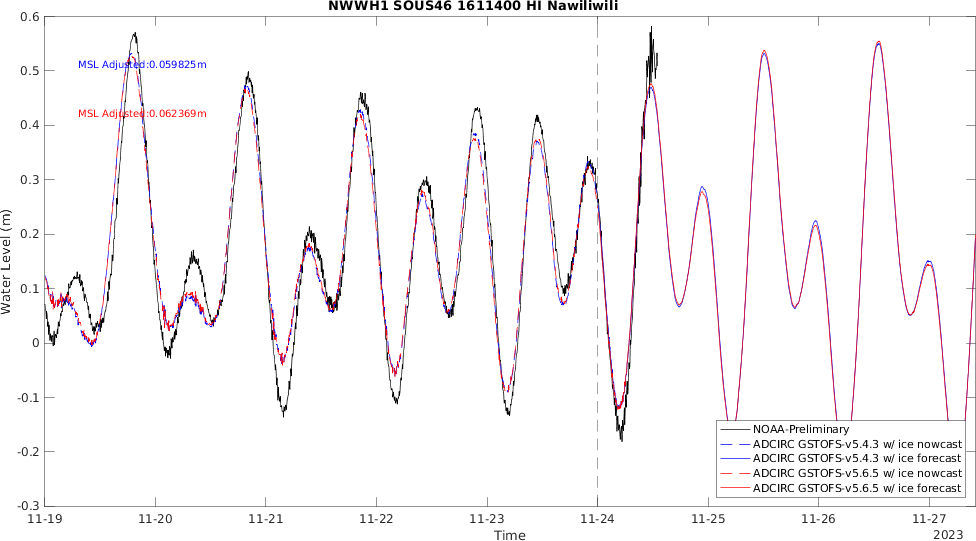 NWWH1 SOUS46 1611400 HI Nawiliwili
0.6
0.5
0.4
0.3
0.2
0.1
0
-0.1
-0.2
-0.3
Water Level (m)
MSL Adjusted:0.059825m
MSL Adjusted:0.062369m
NOAA-Preliminary
ADCIRC GSTOFS-v5.4.3 w/ ice nowcast
ADCIRC GSTOFS-v5.4.3 w/ ice forecast
ADCIRC GSTOFS-v5.6.5 w/ ice nowcast
ADCIRC GSTOFS-v5.6.5 w/ ice forecast
11-19 11-20 11-21 11-22 11-23 11-24 11-25 11-26 11-27
Time
2023